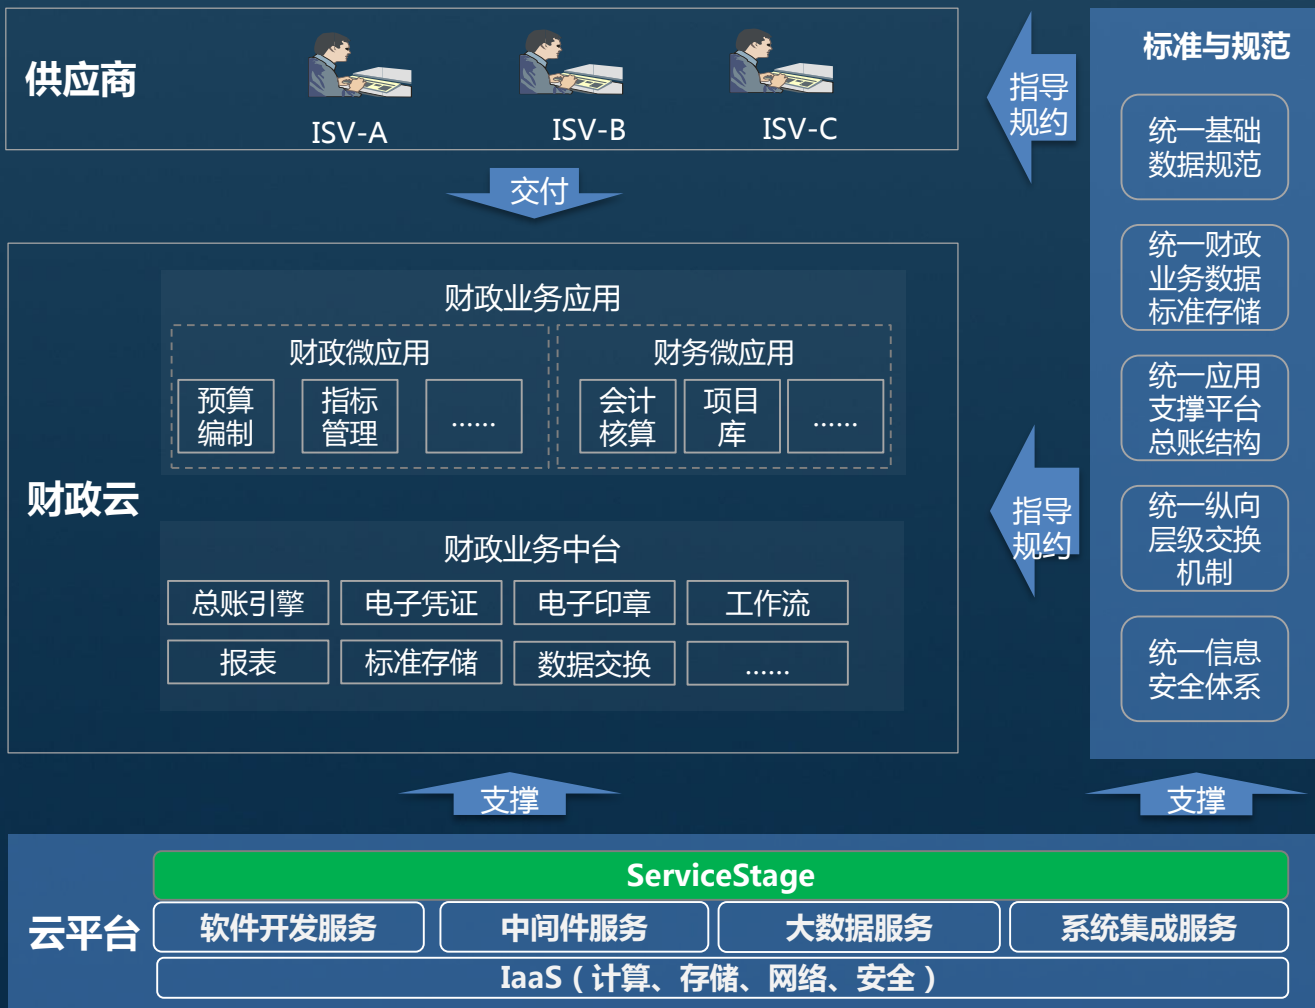 供应商
ISV-A
ISV-B
ISV-C
指导
规约
标准与规范
统一基础
数据规范
统一财政
业务数据
标准存储
统一应用
支撑平台
总账结构
统一纵向
层级交换
机制
统一信息
安全体系
交付
财政云
财政业务应用
财政微应用
预算
编制
指标
管理
......
财务微应用
会计
核算
项目
库
......
指导
规约
财政业务中台
总账引擎
电子凭证
电子印章
工作流
报表
标准存储
数据交换
......
支撑
支撑
云平台
ServiceStage
软件开发服务
中间件服务
大数据服务
系统集成服务
IaaS（计算、存储、网络、安全）